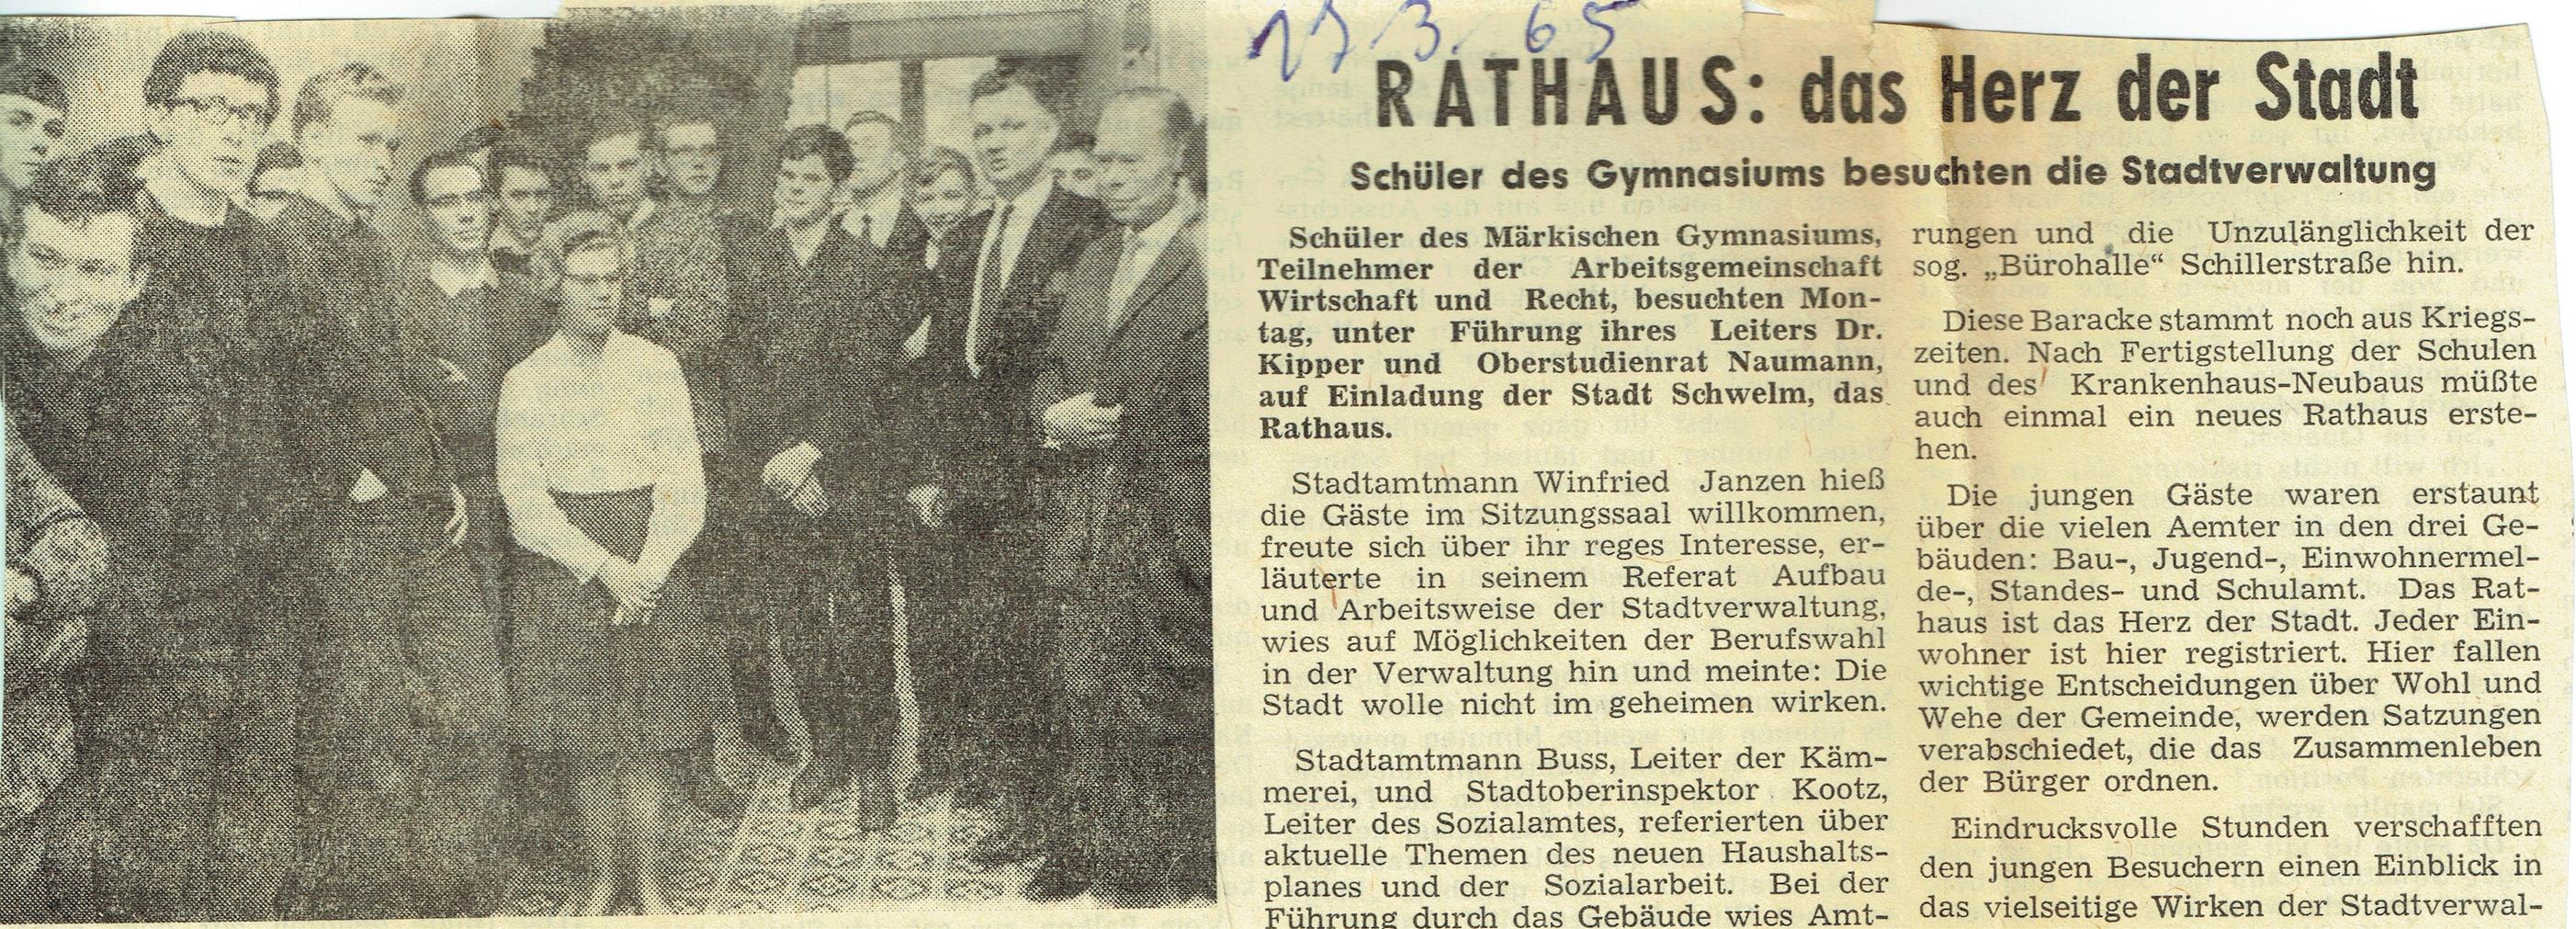 17. 3. 65
RATHAUS: das Herz der Stadt
Schüler des Gymnasiums besuchten die Stadtverwaltung
Schüler des Märkischen Gymnasiums,
Teilnehmer der Arbeitsgemeinschaft
Wirtschaft und Recht, besuchten Mon-
tag, unter Führung ihres Leiters Dr.
Kipper und Oberstudienrat Naumann,
auf Einladung der Stadt Schwelm, das
Rathaus.
Stadtamtmann Winfried Janzen hieß
die Gäste im Sitzungssaal willkommen,
freute sich über ihr reges Interesse, er-
läuterte in seinem Referat Aufbau
und Arbeitsweise der Stadtverwaltung,
wies auf Möglichkeiten der Berufswahl
in der Verwaltung hin und meinte: Die
Stadt wolle nicht im geheimen wirken.
Stadtamtmann Buss, Leiter der Käm-
merei, und Stadtoberinspektor Kootz,
Leiter des Sozialamtes, referierten über
aktuelle Themen des neuen Haushalts-
planes und der Sozialarbeit. Bei der
Führung durch das Gebäude wies Amt-
rungen und die Unzulänglichkeit der
sog. „Bürohalle“ Schillerstraße hin.
Diese Baracke stammt noch aus Kriegs-
zeiten. Nach Fertigstellung der Schulen
und des Krankenhaus-Neubaus müßte
auch einmal ein neues Rathaus erste-
hen.
Die jungen Gäste waren erstaunt
über die vielen Aemter in den drei Ge-
bäuden: Bau-, Jugend-, Einwohnermel-
de-, Standes- und Schulamt. Das Rat-
haus ist das Herz der Stadt. Jeder Ein-
wohner ist hier registriert. Hier fallen
wichtige Entscheidungen über Wohl und
Wehe der Gemeinde, werden Satzungen
verabschiedet, die das Zusammenleben
der Bürger ordnen.
Eindrucksvolle Stunden verschafften
den jungen Besuchern einen Einblick in
das vielseitige Wirken der Stadtverwal-